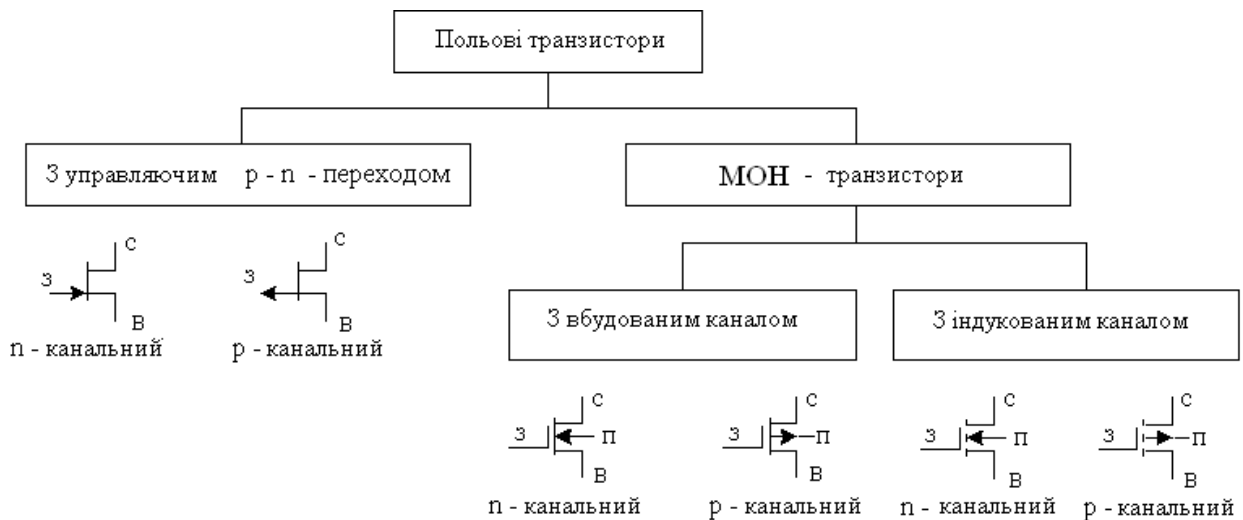 Польові транзистори
З управляючим p - n - переходом
МОН - транзистори
С
З
В
n - канальний
С
З
В
p - канальний
З вбудованим каналом
З індукованим каналом
С
З
П
В
n - канальний
С
З
П
В
p - канальний
С
З
П
В
n - канальний
С
З
П
В
p - канальний